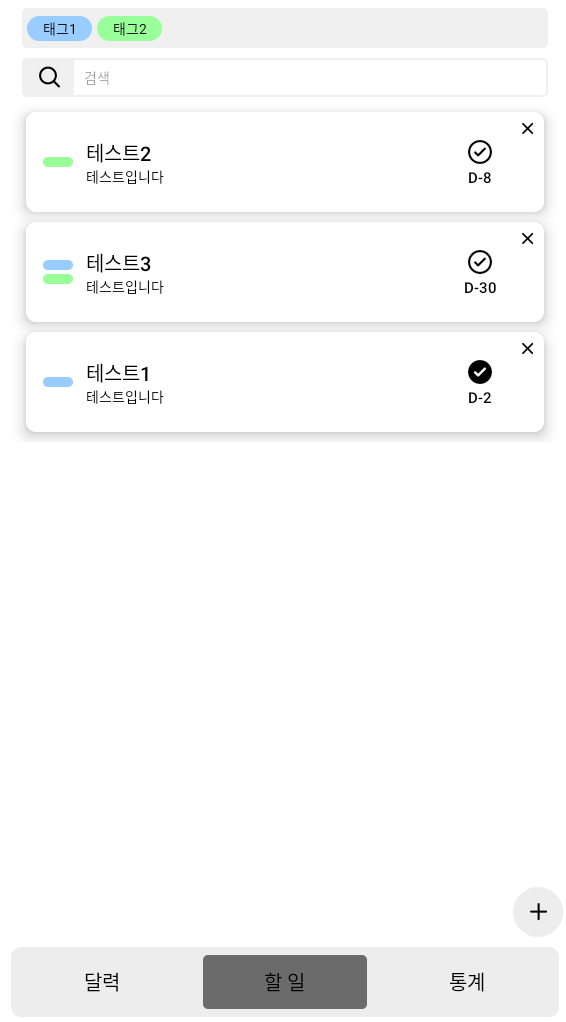 태그1 태그2
검색
테스트2
테스트입니다
D-8
테스트3
테스트입니다
D-30
테스트1
테스트입니다
D-2
달력 할 일 통계